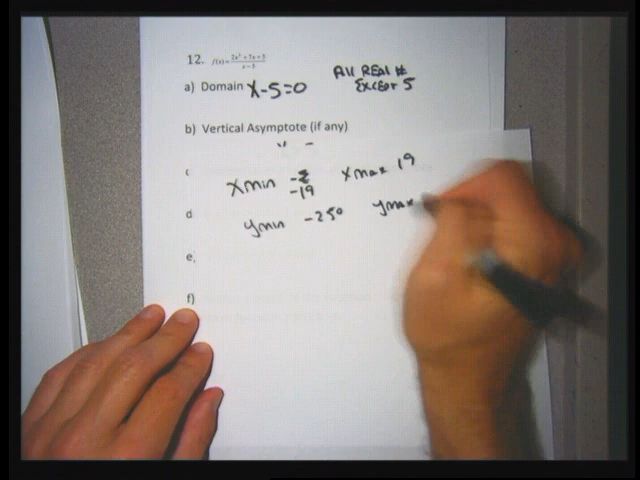 12.
a) Domain x-5=0 All Real # Except 5
b) Vertical Asymptote (if any)
c
Xmin -19 Xmax 19
d
ymin -250 ymax
e.
f)